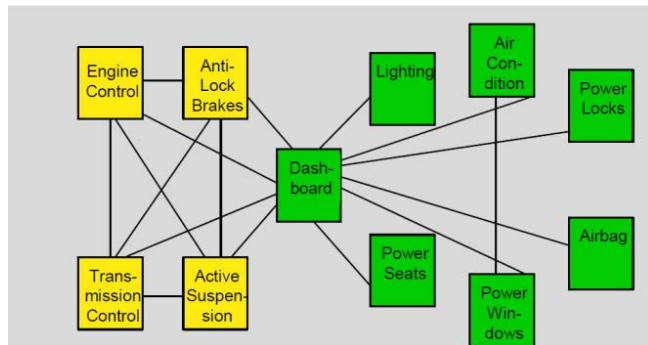 Engine
Control
Anti-
Lock
Brakes
Lighting
Air
Con-
dition
Power
Locks
Dash-
board
Trans-
mission
Control
Active
Suspen-
sion
Power
Seats
Power
Win-
dows
Airbag